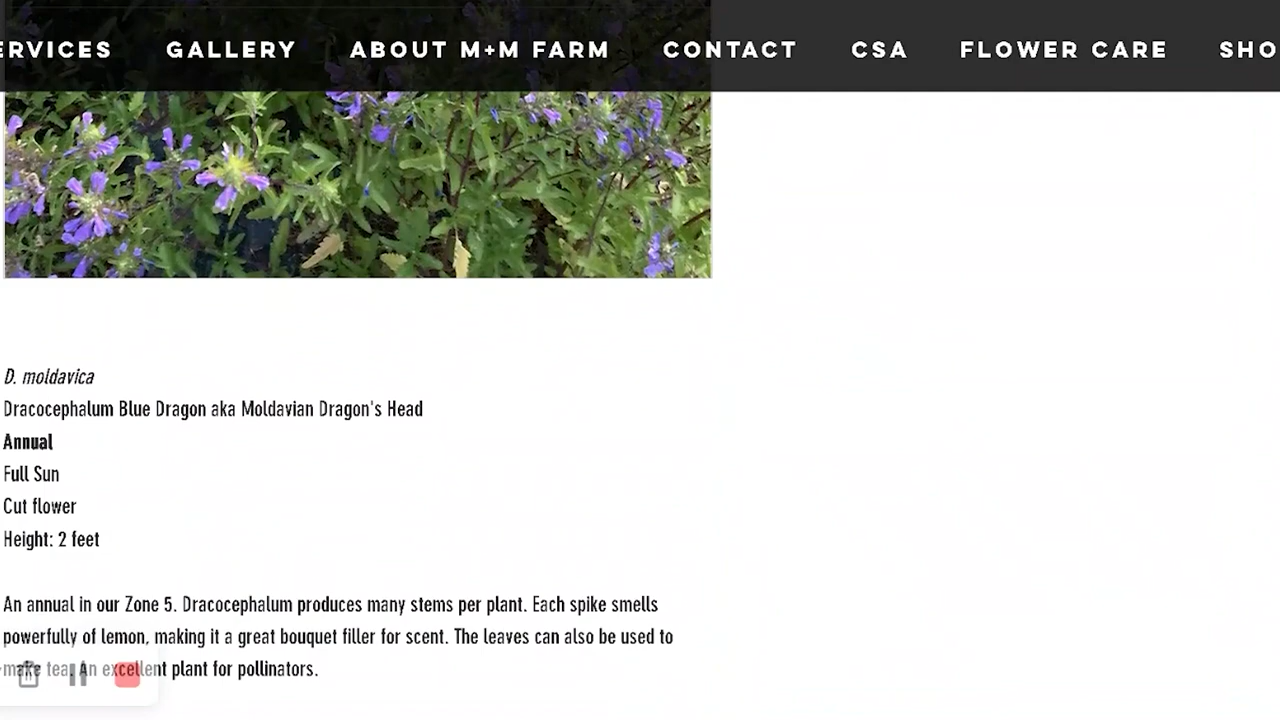 ERVICES GALLERY ABOUT M+M FARM CONTACT CSA FLOWER CARE SHO
D. moldavica
Dracocephalum Blue Dragon aka Moldavian Dragon's Head
Annual
Full Sun
Cut flower
Height: 2 feet
An annual in our Zone 5. Dracocephalum produces many stems per plant. Each spike smells
powerfully of lemon, making it a great bouquet filler for scent. The leaves can also be used to
make tea. An excellent plant for pollinators.